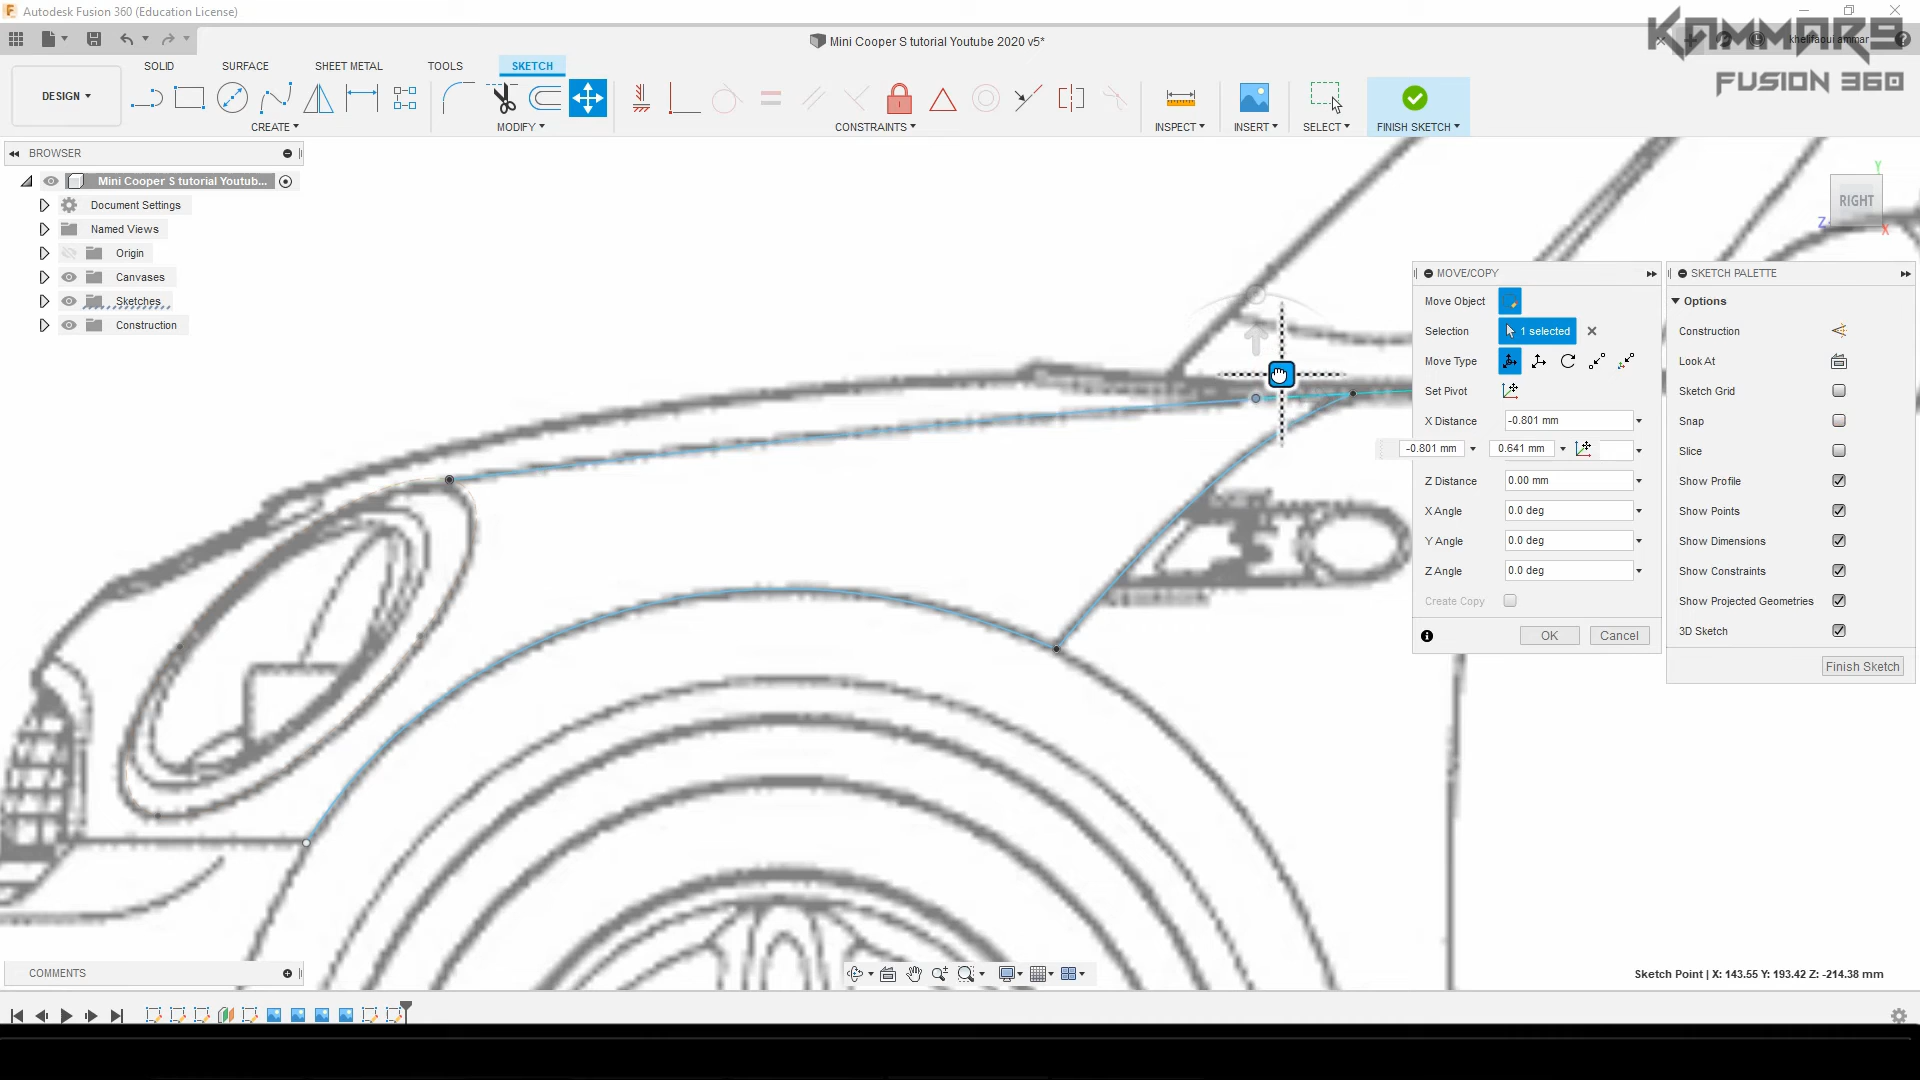 Autodesk Fusion 360 (Education License)
Mini Cooper S tutorial Youtube 2020 v5*
khelifaoui ammar
KAMMAR9
FUSION 360
DESIGN
SOLID
SURFACE
SHEET METAL
TOOLS
SKETCH
CREATE
MODIFY
CONSTRAINTS
INSPECT
INSERT
SELECT
FINISH SKETCH
BROWSER
Mini Cooper S tutorial Youtub...
Document Settings
Named Views
Origin
Canvases
Sketches
Construction
Y
RIGHT
Z
X
MOVE/COPY
Move Object
Selection
1 selected
Move Type
Set Pivot
X Distance
-0.801 mm
-0.801 mm
0.641 mm
Z Distance
0.00 mm
X Angle
0.0 deg
Y Angle
0.0 deg
Z Angle
0.0 deg
Create Copy
OK
Cancel
SKETCH PALETTE
Options
Construction
Look At
Sketch Grid
Snap
Slice
Show Profile
Show Points
Show Dimensions
Show Constraints
Show Projected Geometries
3D Sketch
Finish Sketch
COMMENTS
Sketch Point | X: 143.55 Y: 193.42 Z: -214.38 mm